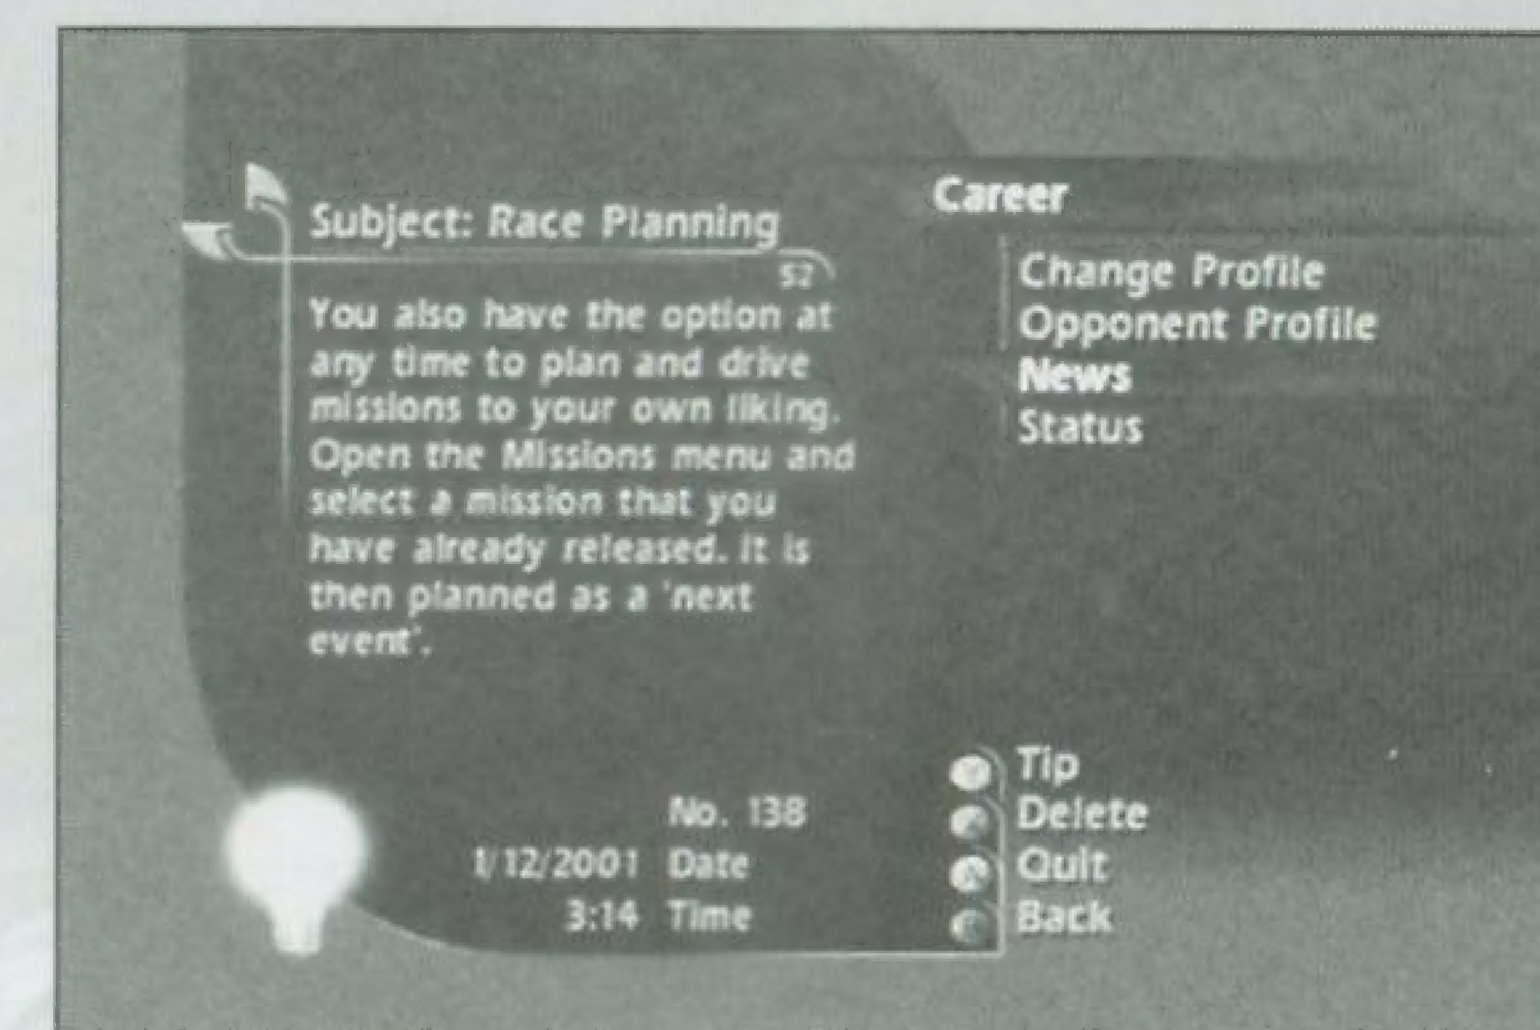 Subject: Race Planning
52
You also have the option at
any time to plan and drive
missions to your own liking.
Open the Missions menu and
select a mission that you
have already released. It is
then planned as a 'next
event'.
No. 138
1/12/2001 Date
3:14 Time
Career
Change Profile
Opponent Profile
News
Status
Tip
Delete
Quit
Back